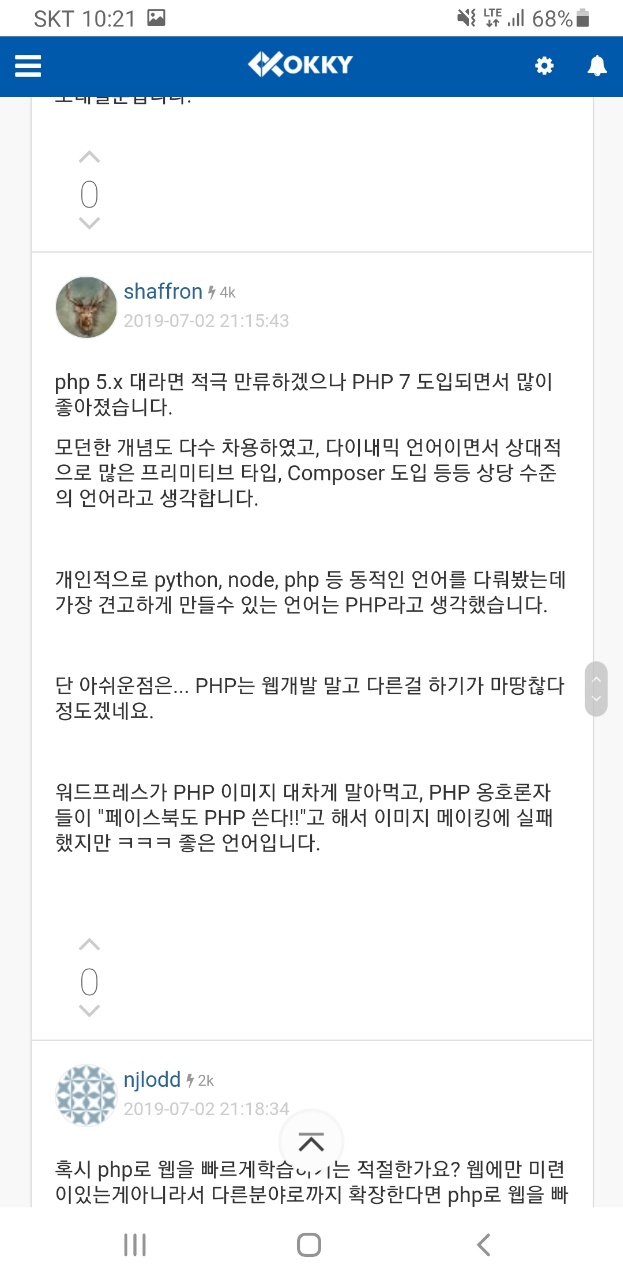 SKT 10:21
LTE
68%
OKKY
0
shaffron 4k
2019-07-02 21:15:43
php 5.x 대라면 적극 만류하겠으나 PHP 7 도입되면서 많이
좋아졌습니다.
모던한 개념도 다수 차용하였고, 다이내믹 언어이면서 상대적
으로 많은 프리미티브 타입, Composer 도입 등등 상당 수준
의 언어라고 생각합니다.
개인적으로 python, node, php 등 동적인 언어를 다뤄봤는데
가장 견고하게 만들수 있는 언어는 PHP라고 생각했습니다.
단 아쉬운점은... PHP는 웹개발 말고 다른걸 하기가 마땅찮다
정도겠네요.
워드프레스가 PHP 이미지 대차게 말아먹고, PHP 옹호론자
들이 "페이스북도 PHP 쓴다!!"고 해서 이미지 메이킹에 실패
했지만 ㅋㅋㅋ 좋은 언어입니다.
0
njlodd 2k
2019-07-02 21:18:34
혹시 php로 웹을 빠르게학습하기는 적절한가요? 웹에만 미련
이있는게아니라서 다른분야로까지 확장한다면 php로 웹을 빠